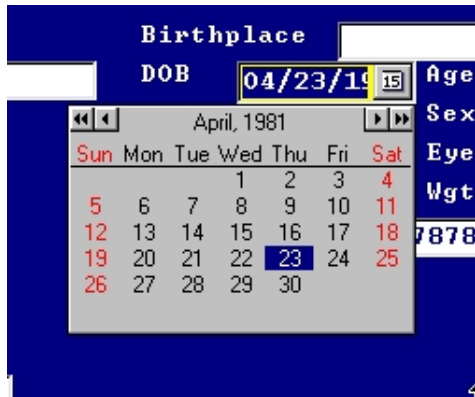 Birthplace
DOB 04/23/19 15 Age
April, 1981 Sex
Sun Mon Tue Wed Thu Fri Sat Eye
1 2 3 4 Wgt
5 6 7 8 9 10 11
12 13 14 15 16 17 18 7878
19 20 21 22 23 24 25
26 27 28 29 30